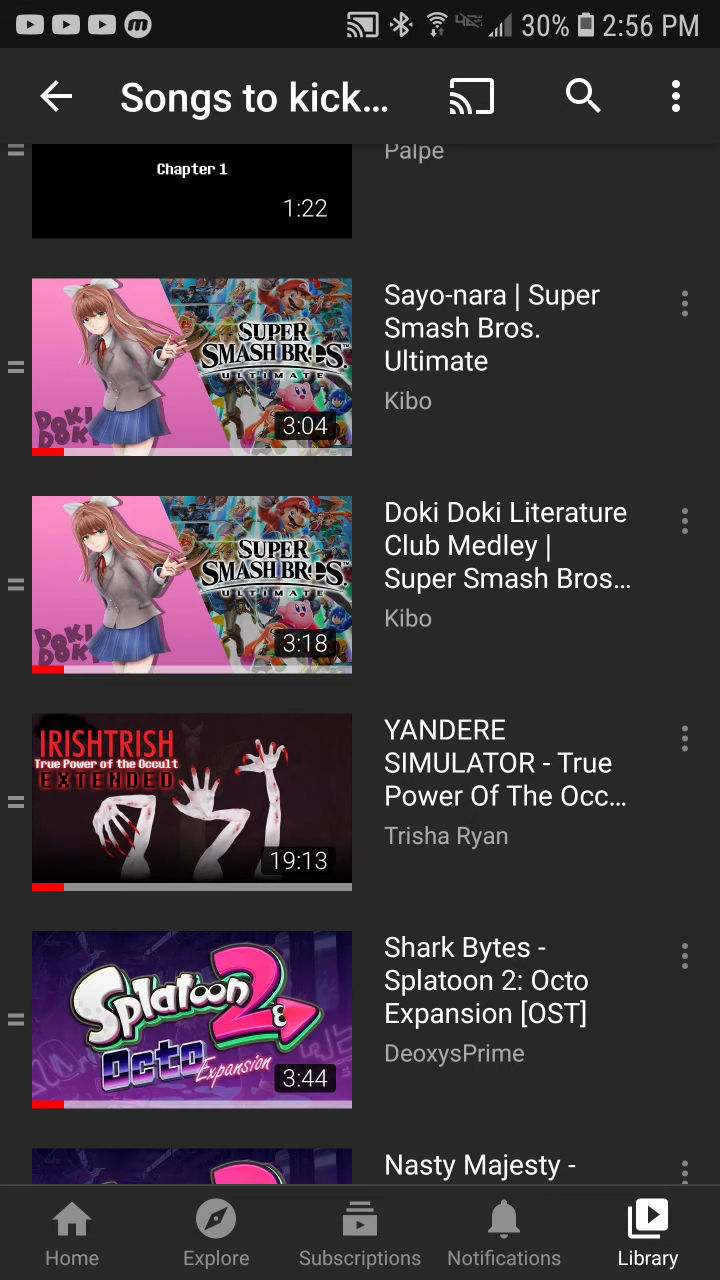 30% 2:56 PM
Songs to kick...
Palpe
Chapter 1
1:22
Sayo-nara | Super
Smash Bros.
Ultimate
Kibo
SUPER
SMASH BROS.
ULTIMATE
DOKI
DOKI
3:04
Doki Doki Literature
Club Medley |
Super Smash Bros...
Kibo
SUPER
SMASH BROS.
ULTIMATE
DOKI
DOKI
3:18
YANDERE
SIMULATOR - True
Power Of The Occ...
Trisha Ryan
IRISHTRISH
True Power of the Occult
EXTENDED
19:13
Shark Bytes -
Splatoon 2: Octo
Expansion [OST]
DeoxysPrime
Splatoon 2
Octo
Expansion
3:44
Nasty Majesty -
Home
Explore
Subscriptions
Notifications
Library